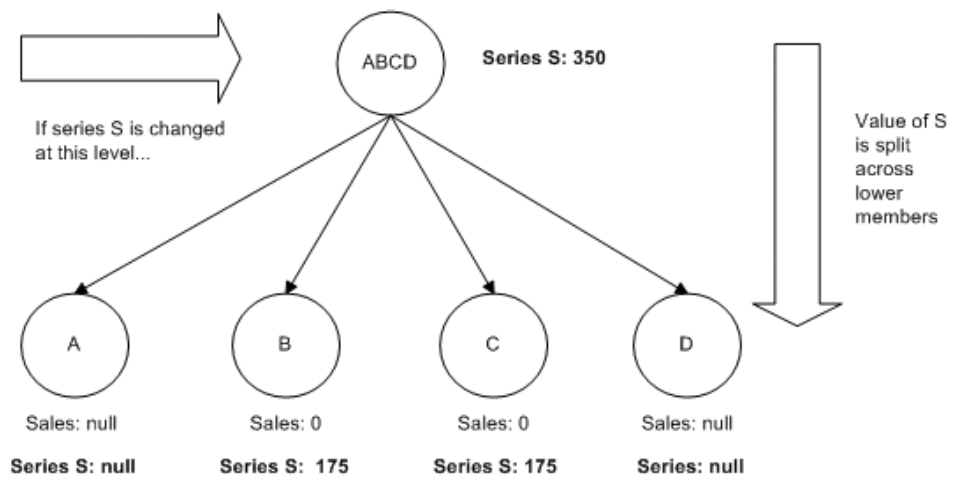 ABCD
Series S: 350
If series S is changed
at this level...
Value of S
is split
across
lower
members
A
B
C
D
Sales: null
Sales: 0
Sales: 0
Sales: null
Series S: null
Series S:  175
Series S: 175
Series: null